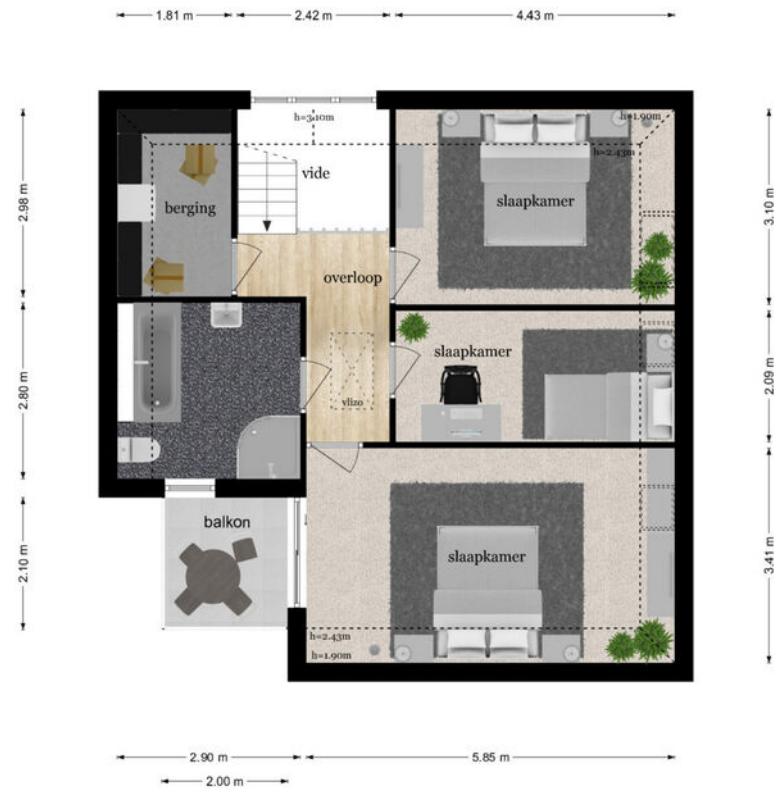 1.81 m
2.42 m
4.43 m
h=3.10m
h=1.90m
h=2.43m
vide
berging
slaapkamer
2.98 m
3.10 m
overloop
slaapkamer
vlizo
2.80 m
2.09 m
balkon
slaapkamer
2.10 m
3.41 m
h=2.43m
h=1.90m
2.90 m
5.85 m
2.00 m